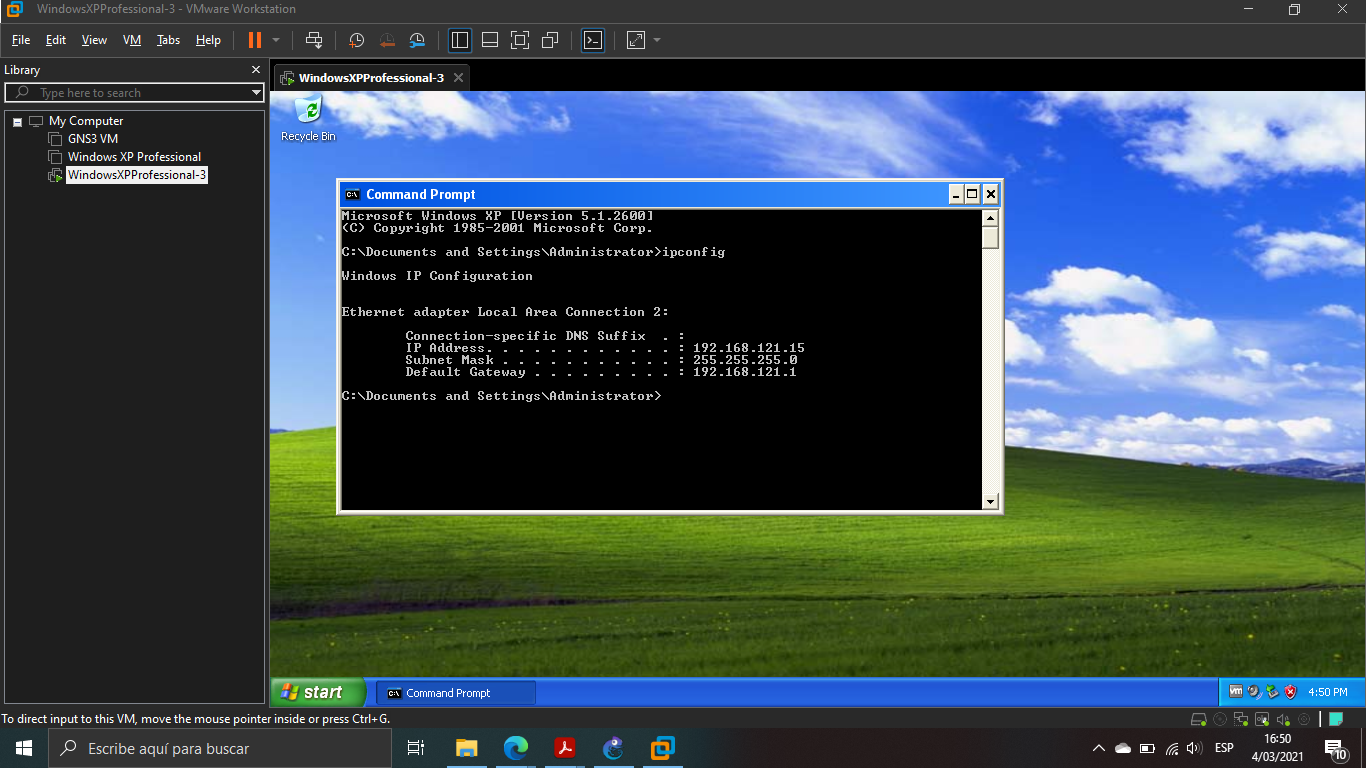 WindowsXPProfessional-3 - VMware Workstation
File Edit View VM Tabs Help
Library
WindowsXPProfessional-3
Type here to search
My Computer
GNS3 VM
Windows XP Professional
WindowsXPProfessional-3
Recycle Bin
Command Prompt
Microsoft Windows XP [Version 5.1.2600]
(C) Copyright 1985-2001 Microsoft Corp.
C:\Documents and Settings\Administrator>ipconfig
Windows IP Configuration
Ethernet adapter Local Area Connection 2:
Connection-specific DNS Suffix . :
IP Address. . . . . . . . . . . . : 192.168.121.15
Subnet Mask . . . . . . . . . . . : 255.255.255.0
Default Gateway . . . . . . . . . : 192.168.121.1
C:\Documents and Settings\Administrator>
start
Command Prompt
vm
4:50 PM
To direct input to this VM, move the mouse pointer inside or press Ctrl+G.
Escribe aquí para buscar
ESP
16:50
4/03/2021
10